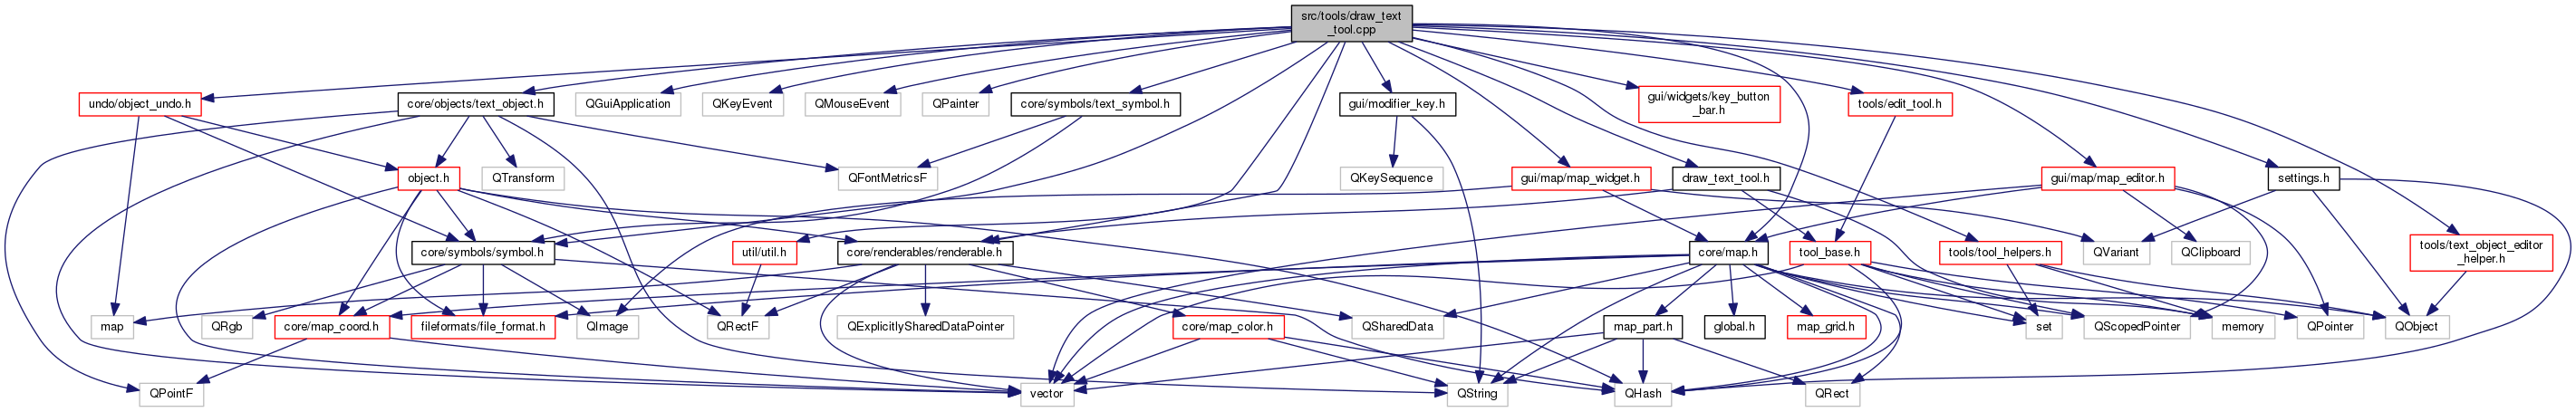 src/tools/draw_text
_tool.cpp
undo/object_undo.h
core/objects/text_object.h
QGuiApplication
QKeyEvent
QMouseEvent
QPainter
core/symbols/text_symbol.h
gui/modifier_key.h
gui/widgets/key_button
_bar.h
tools/edit_tool.h
object.h
QTransform
QFontMetricsF
QKeySequence
gui/map/map_widget.h
draw_text_tool.h
gui/map/map_editor.h
settings.h
core/symbols/symbol.h
util/util.h
core/renderables/renderable.h
core/map.h
tool_base.h
tools/tool_helpers.h
QVariant
QClipboard
tools/text_object_editor
_helper.h
map
QRgb
core/map_coord.h
fileformats/file_format.h
QImage
QRectF
QExplicitlySharedDataPointer
QSharedData
core/map_color.h
map_part.h
global.h
map_grid.h
set
QScopedPointer
memory
QPointer
QObject
QPointF
vector
QString
QHash
QRect